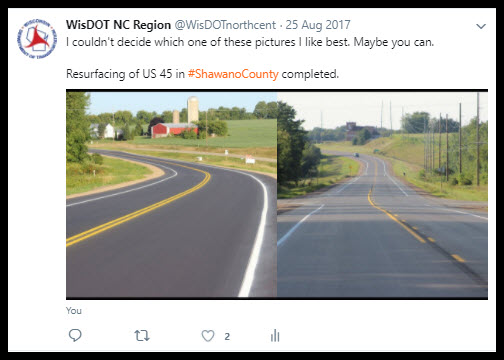 WisDOT NC Region @WisDOTnorthcent · 25 Aug 2017
I couldn't decide which one of these pictures I like best. Maybe you can.
Resurfacing of US 45 in #ShawanoCounty completed.
You
2